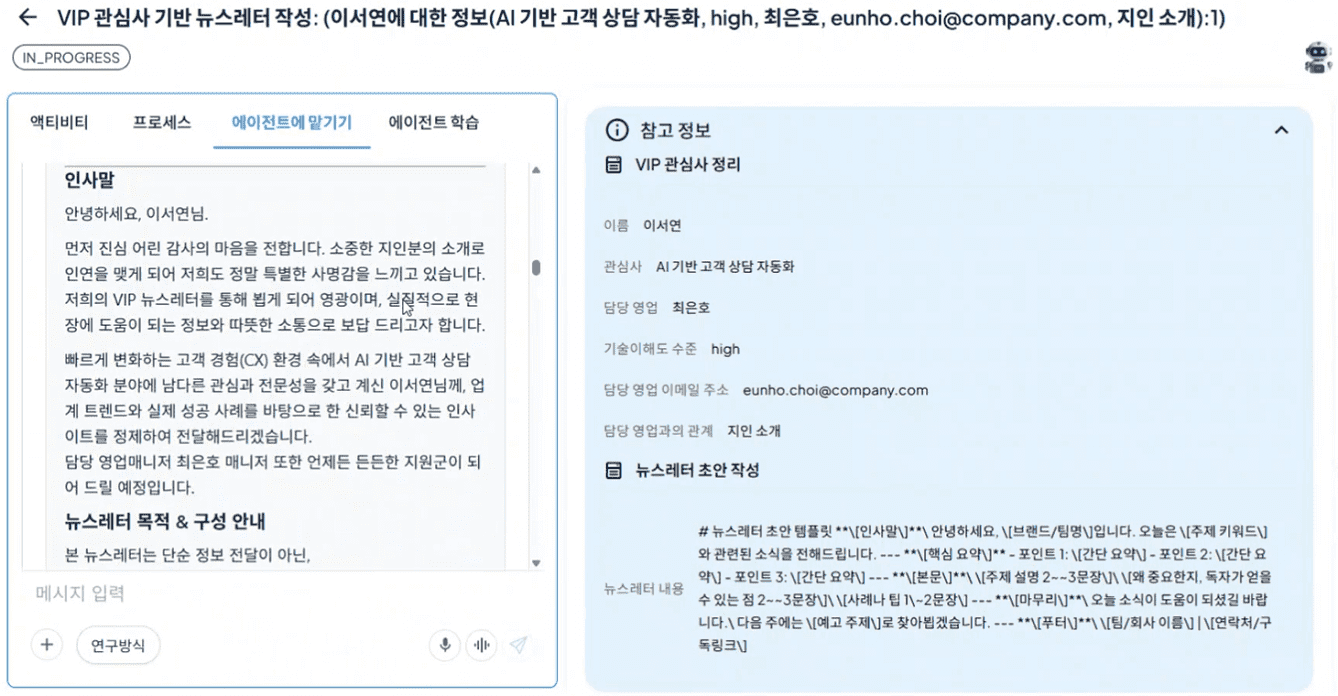 VIP 관심사 기반 뉴스레터 작성: (이서연에 대한 정보(AI 기반 고객 상담 자동화, high, 최은호, eunho.choi@company.com, 지인 소개):1)
IN_PROGRESS
액티비티
프로세스
에이전트에 맡기기
에이전트 학습
인사말
안녕하세요, 이서연님.
먼저 진심 어린 감사의 마음을 전합니다. 소중한 지인분의 소개로
인연을 맺게 되어 저희도 정말 특별한 사명감을 느끼고 있습니다.
저희의 VIP 뉴스레터를 통해 뵙게 되어 영광이며, 실질적으로 현
장에 도움이 되는 정보와 따뜻한 소통으로 보답 드리고자 합니다.
빠르게 변화하는 고객 경험(CX) 환경 속에서 AI 기반 고객 상담
자동화 분야에 남다른 관심과 전문성을 갖고 계신 이서연님께, 업
계 트렌드와 실제 성공 사례를 바탕으로 한 신뢰할 수 있는 인사
이트를 정제하여 전달해드리겠습니다.
담당 영업매니저 최은호 매니저 또한 언제든 든든한 지원군이 되
어 드릴 예정입니다.
뉴스레터 목적 & 구성 안내
본 뉴스레터는 단순 정보 전달이 아닌,
메시지 입력
연구방식
참고 정보
VIP 관심사 정리
이름 이서연
관심사 AI 기반 고객 상담 자동화
담당 영업 최은호
기술이해도 수준 high
담당 영업 이메일 주소 eunho.choi@company.com
담당 영업과의 관계 지인 소개
뉴스레터 초안 작성
뉴스레터 내용
# 뉴스레터 초안 템플릿 **\[인사말\]**\ 안녕하세요, \[브랜드/팀명\]입니다. 오늘은 \[주제 키워드\]
와 관련된 소식을 전해드립니다. --- **\[핵심 요약\]** - 포인트 1: \[간단 요약\] - 포인트 2: \[간단 요
약\] - 포인트 3: \[간단 요약\] --- **\[본문\]**\ \[주제 설명 2~~3문장\]\ \[왜 중요한지, 독자가 얻을
수 있는 점 2~~3문장\]\ \[사례나 팁 1\~2문장\] --- **\[마무리\]**\ 오늘 소식이 도움이 되셨길 바랍
니다.\ 다음 주에는 \[예고 주제\]로 찾아뵙겠습니다. --- **\[푸터\]**\ \[팀/회사 이름\] | \[연락처/구
독링크\]